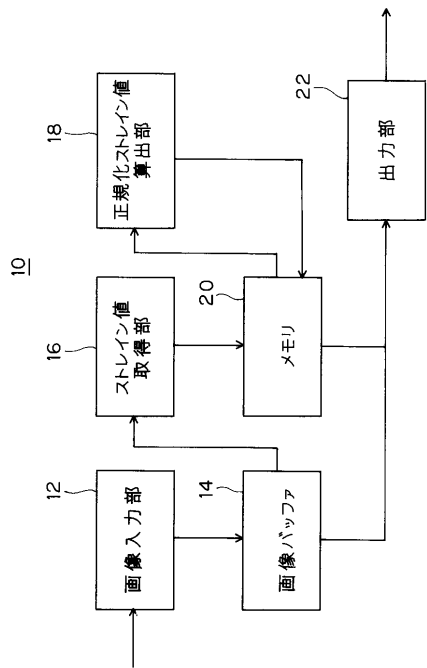 10
12
画像入力部
16
ストレイン値
取得部
18
正規化ストレイン値
算出部
14
画像バッファ
20
メモリ
22
出力部